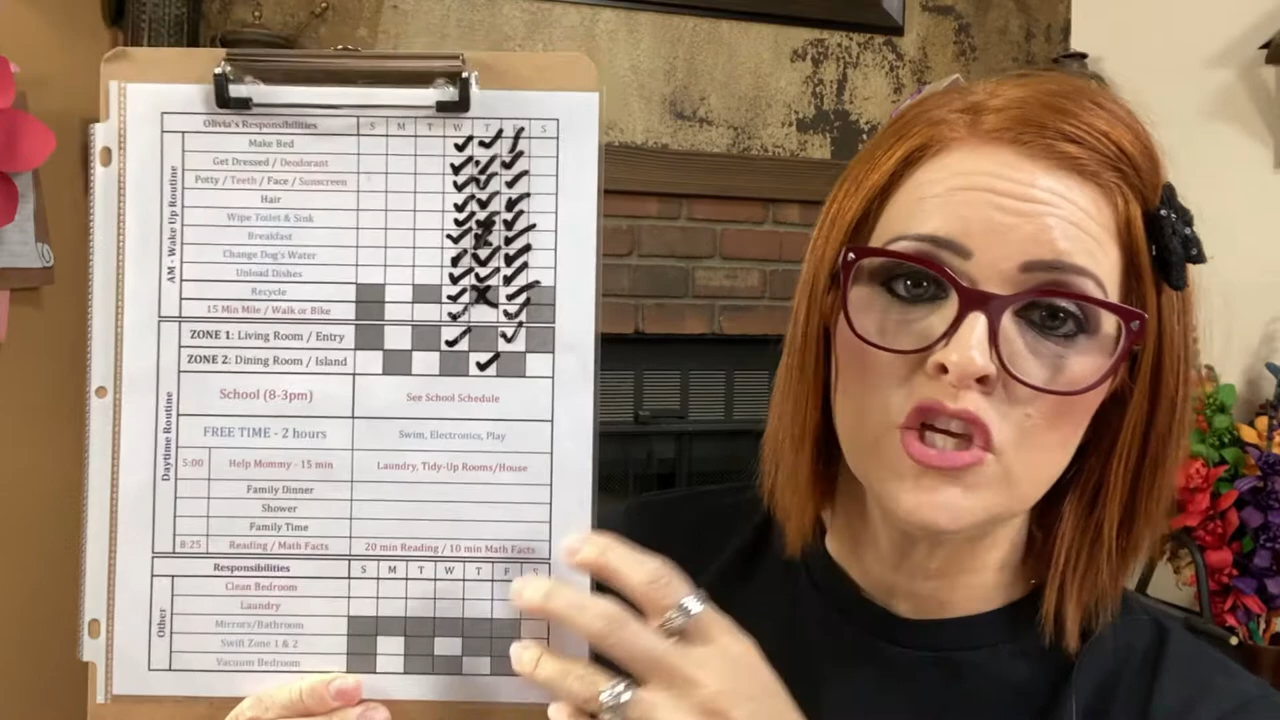 Olivia's Responsibilities S M T W T F S
AM - Wake Up Routine
Make Bed
Get Dressed / Deodorant
Potty / Teeth / Face / Sunscreen
Hair
Wipe Toilet & Sink
Breakfast
Change Dog's Water
Unload Dishes
Recycle
15 Min Mile / Walk or Bike
Daytime Routine
ZONE 1: Living Room / Entry
ZONE 2: Dining Room / Island
School (8-3pm) See School Schedule
FREE TIME - 2 hours Swim, Electronics, Play
5:00 Help Mommy - 15 min Laundry, Tidy-Up Rooms/House
Family Dinner
Shower
Family Time
8:25 Reading / Math Facts 20 min Reading / 10 min Math Facts
Responsibilities S M T W T F S
Other
Clean Bedroom
Laundry
Mirrors/Bathroom
Swift Zone 1 & 2
Vacuum Bedroom